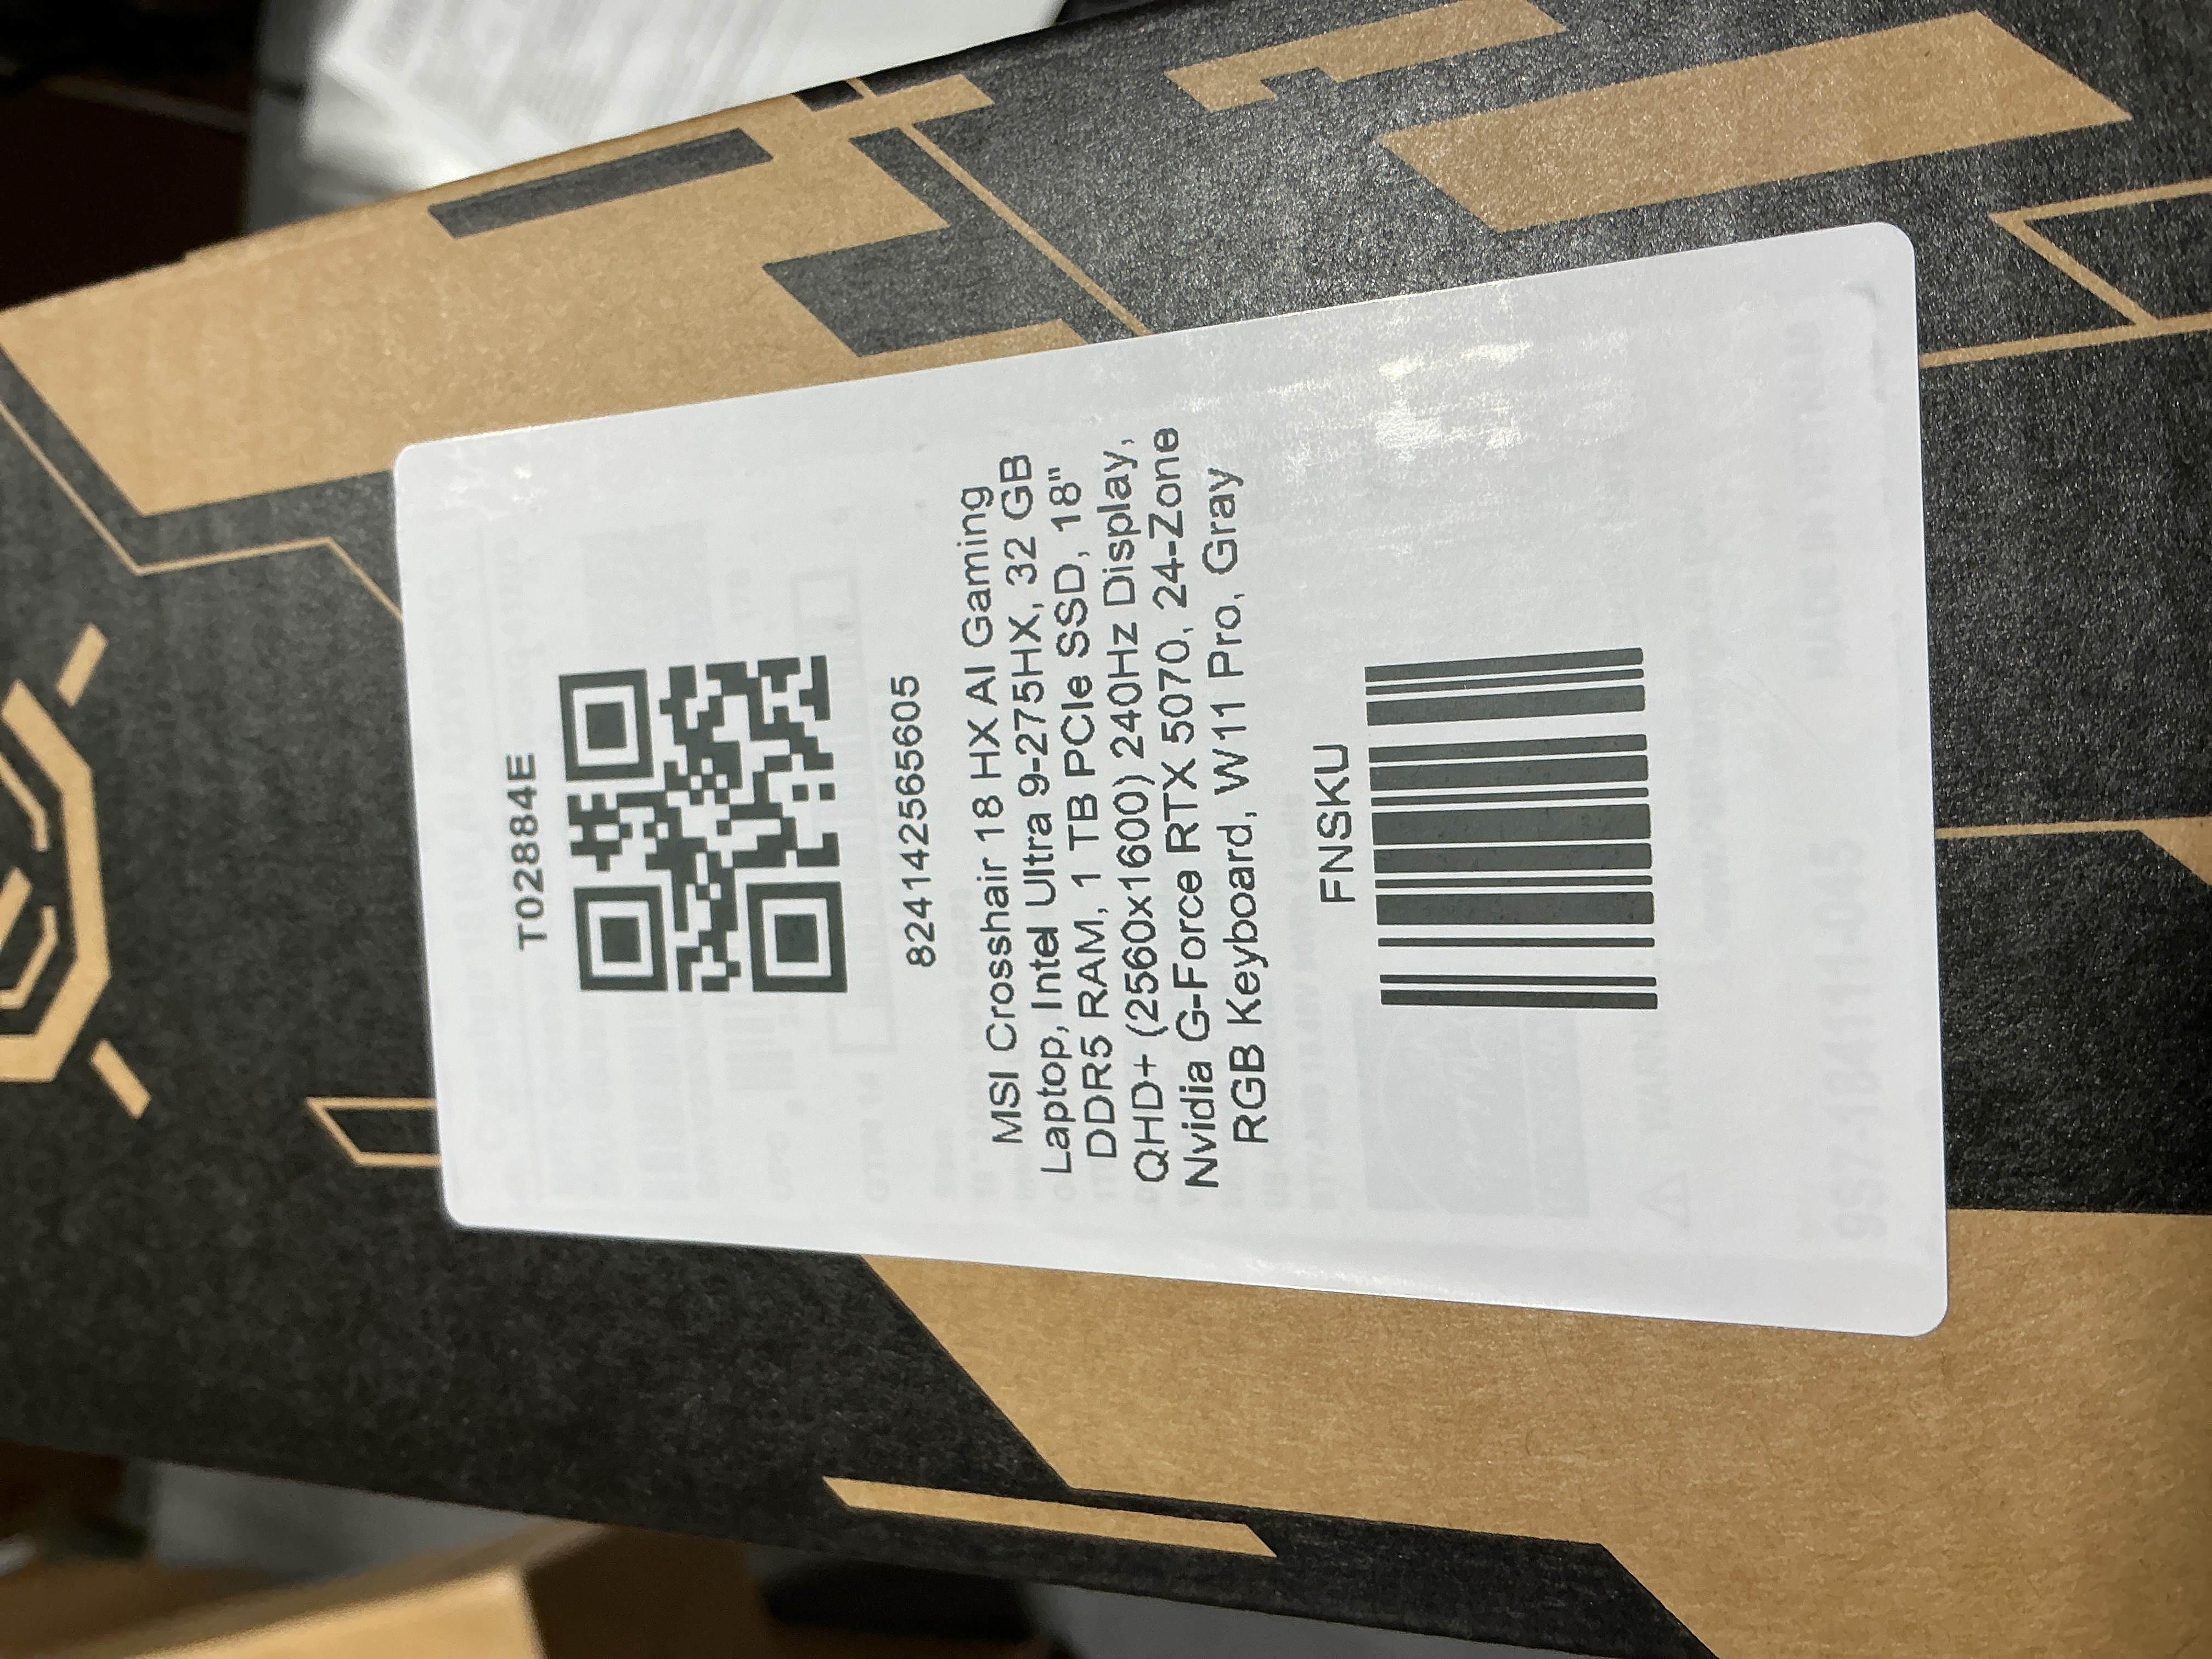 T02884E
824142565605
MSI Crosshair 18 HX AI Gaming
Laptop, Intel Ultra 9-275HX, 32 GB
DDR5 RAM, 1 TB PCIe SSD, 18"
QHD+ (2560x1600) 240Hz Display,
Nvidia G-Force RTX 5070, 24-Zone
RGB Keyboard, W11 Pro, Gray
FNSKU